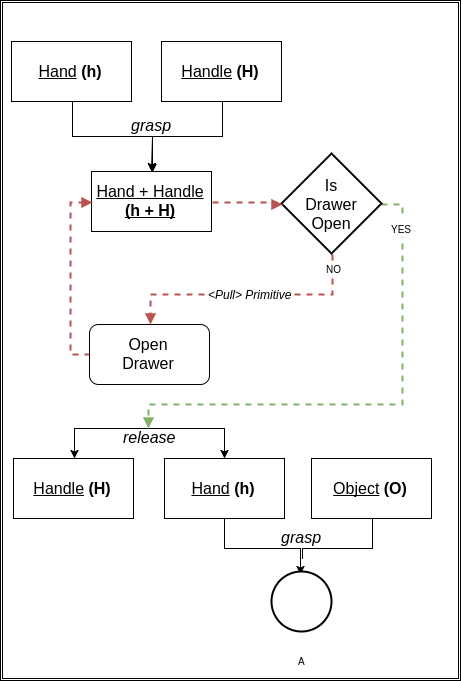 Hand (h)
Handle (H)
grasp
Hand + Handle
(h + H)
Is
Drawer
Open
YES
NO
<Pull> Primitive
Open
Drawer
release
Handle (H)
Hand (h)
Object (O)
grasp
A